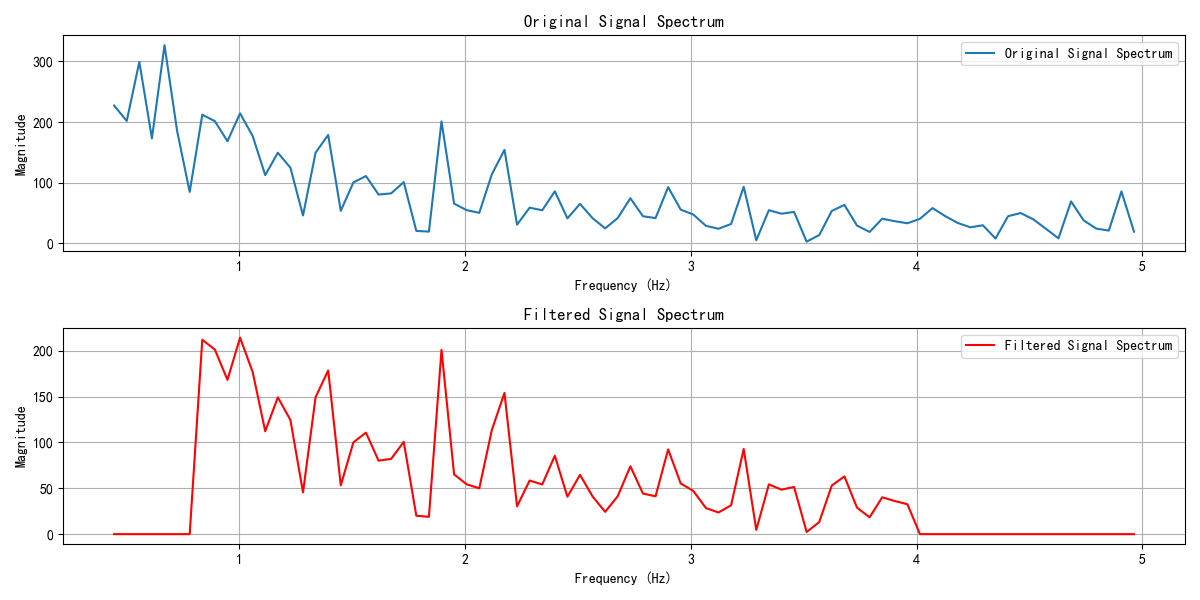 Original Signal Spectrum
Original Signal Spectrum
Magnitude
300
200
100
0
1 2 3 4 5
Frequency (Hz)
Filtered Signal Spectrum
Filtered Signal Spectrum
Magnitude
200
150
100
50
0
1 2 3 4 5
Frequency (Hz)